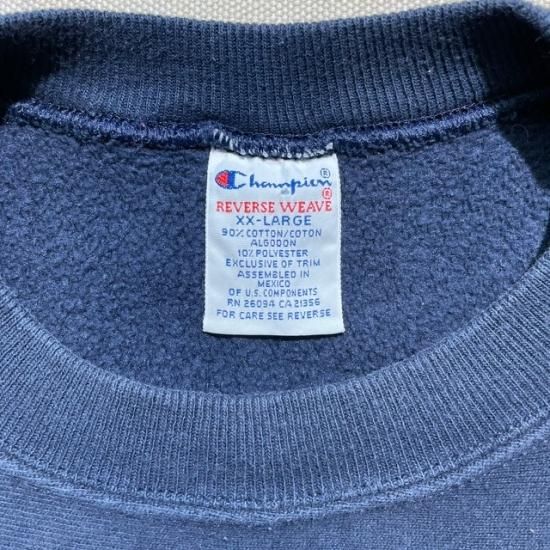 Champion®
REVERSE WEAVE®
XX-LARGE
90% COTTON/COTON
ALGODON
10% POLYESTER
EXCLUSIVE OF TRIM
ASSEMBLED IN
MEXICO
OF U.S. COMPONENTS
RN 26094 CA 21356
FOR CARE SEE REVERSE